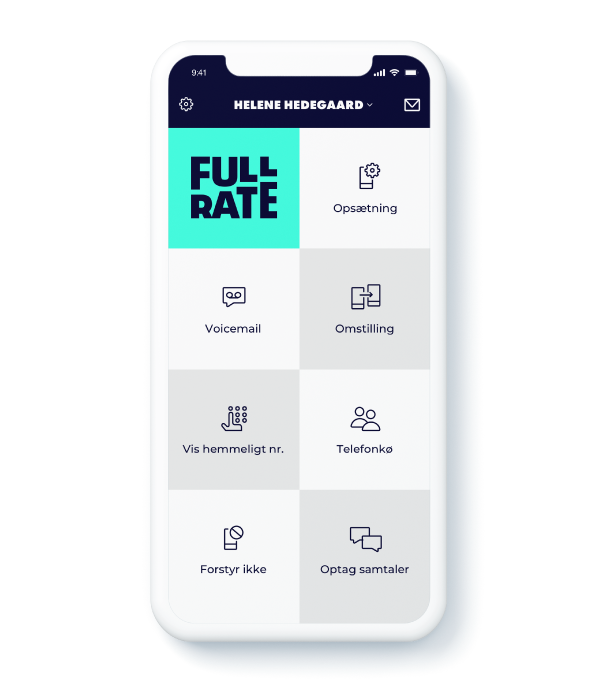 9:41
HELENE HEDEGAARD
FULL
RATE
Opsætning
Voicemail
Omstilling
Vis hemmeligt nr.
Telefonkø
Forstyr ikke
Optag samtaler